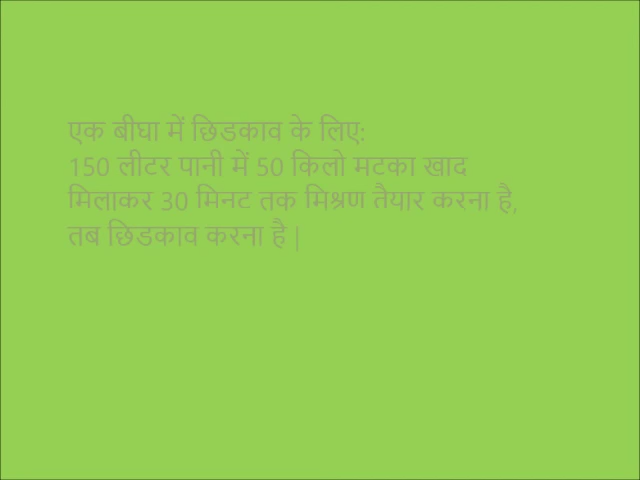 एक बीघा में छिडकाव के लिए:
150 लीटर पानी में 50 किलो मटका खाद
मिलाकर 30 मिनट तक मिश्रण तैयार करना है,
तब छिडकाव करना है |